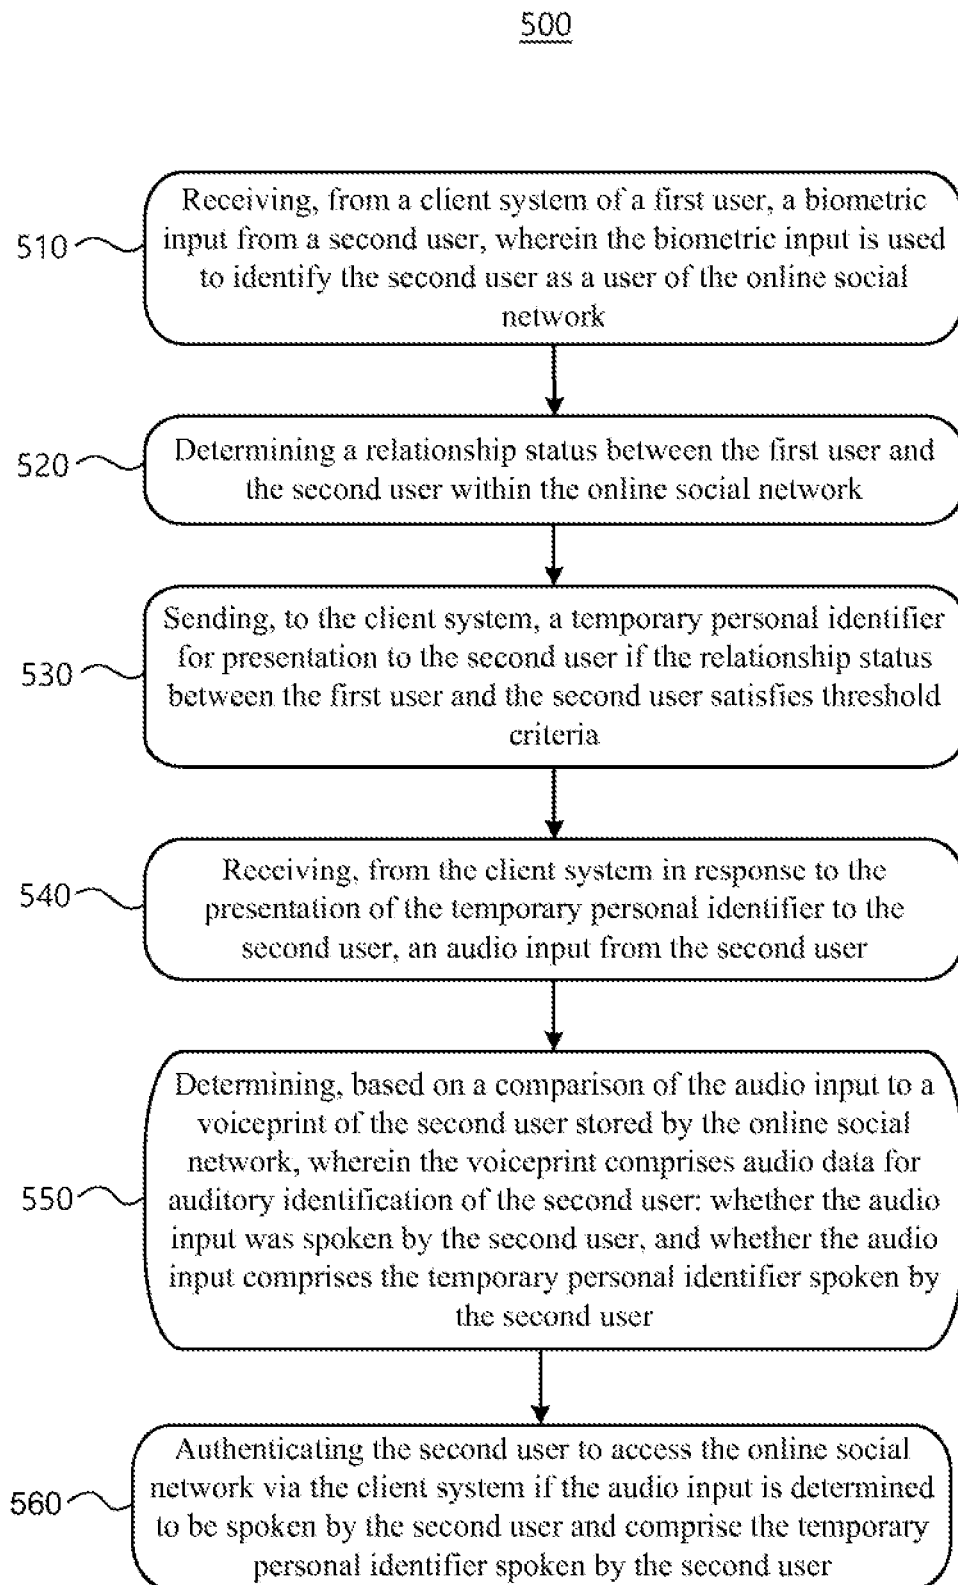 500
510
Receiving, from a client system of a first user, a biometric
input from a second user, wherein the biometric input is used
to identify the second user as a user of the online social
network
520
Determining a relationship status between the first user and
the second user within the online social network
530
Sending, to the client system, a temporary personal identifier
for presentation to the second user if the relationship status
between the first user and the second user satisfies threshold
criteria
540
Receiving, from the client system in response to the
presentation of the temporary personal identifier to the
second user, an audio input from the second user
550
Determining, based on a comparison of the audio input to a
voiceprint of the second user stored by the online social
network, wherein the voiceprint comprises audio data for
auditory identification of the second user: whether the audio
input was spoken by the second user, and whether the audio
input comprises the temporary personal identifier spoken by
the second user
560
Authenticating the second user to access the online social
network via the client system if the audio input is determined
to be spoken by the second user and comprise the temporary
personal identifier spoken by the second user